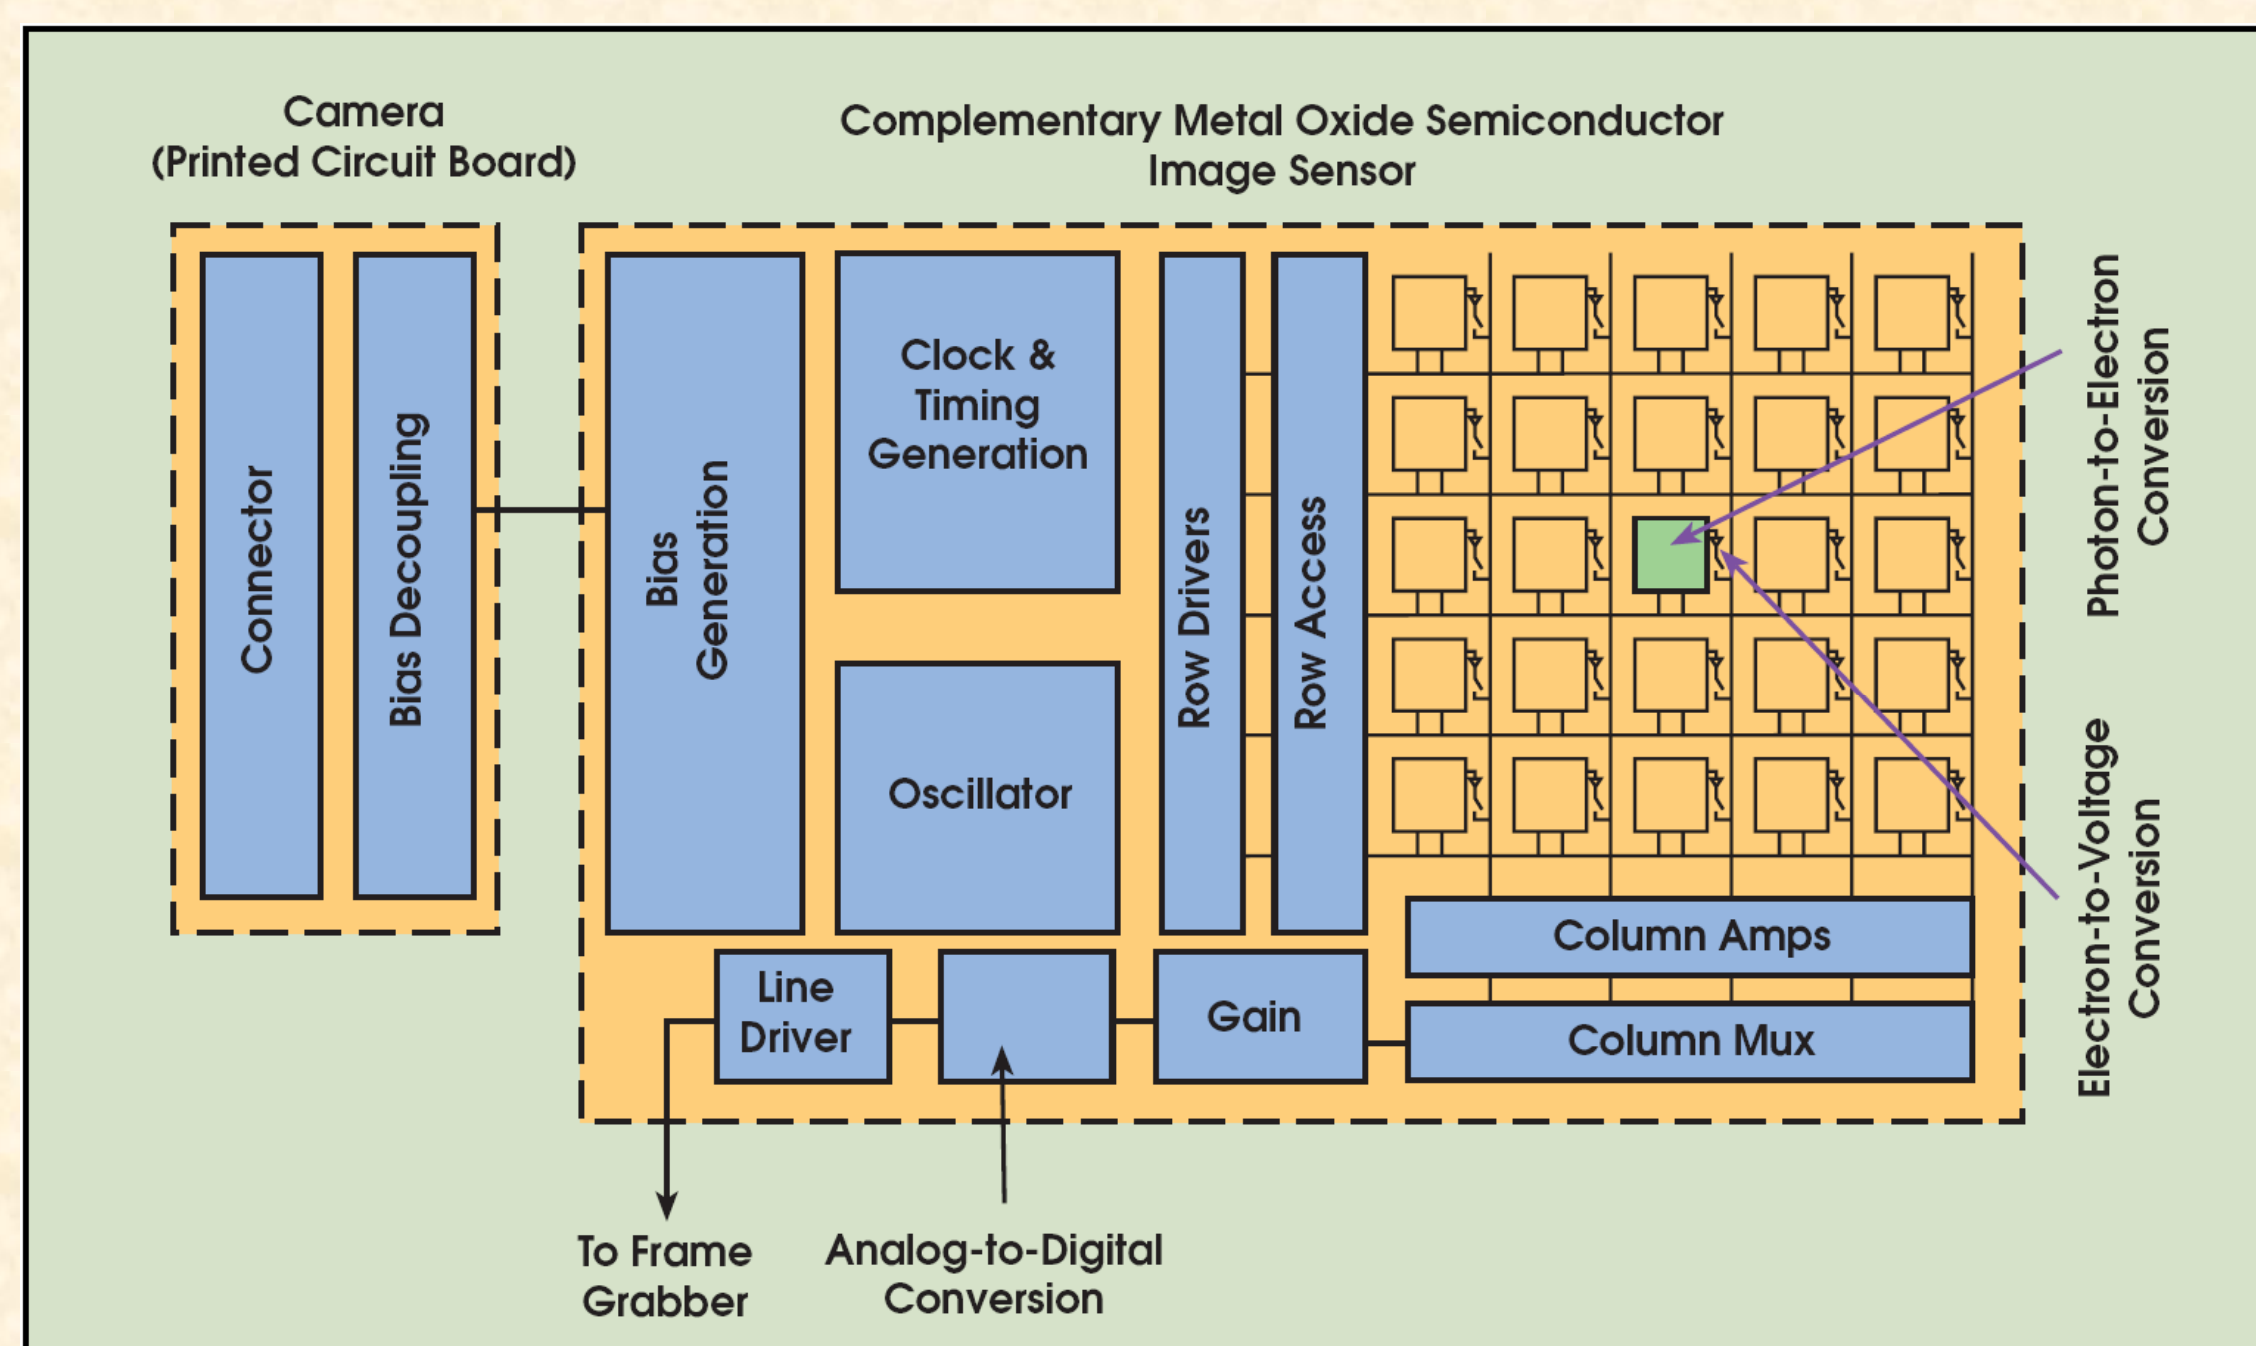 Camera
(Printed Circuit Board)
Complementary Metal Oxide Semiconductor
Image Sensor
Connector
Bias Decoupling
Bias
Generation
Clock &
Timing
Generation
Oscillator
Row Drivers
Row Access
Photon-to-Electron
Conversion
Electron-to-Voltage
Conversion
Column Amps
Column Mux
Line
Driver
Gain
To Frame
Grabber
Analog-to-Digital
Conversion